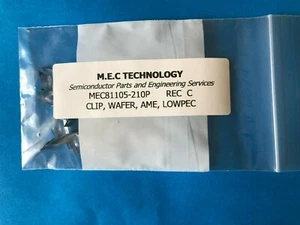 M.E.C TECHNOLOGY
Semiconductor Parts and Engineering Services
MEC81105-210P REC C
CLIP, WAFER, AME, LOWPEC